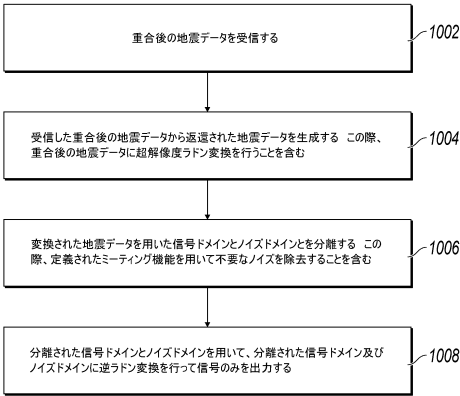 重合後の地震データを受信する
1002
受信した重合後の地震データから返還された地震データを生成する この際、
重合後の地震データに超解像度ラドン変換を行うことを含む
1004
変換された地震データを用いた信号ドメインとノイズドメインとを分離する この
際、定義されたミーティング機能を用いて不要なノイズを除去することを含む
1006
分離された信号ドメインとノイズドメインを用いて、分離された信号ドメイン及び
ノイズドメインに逆ラドン変換を行って信号のみを出力する
1008